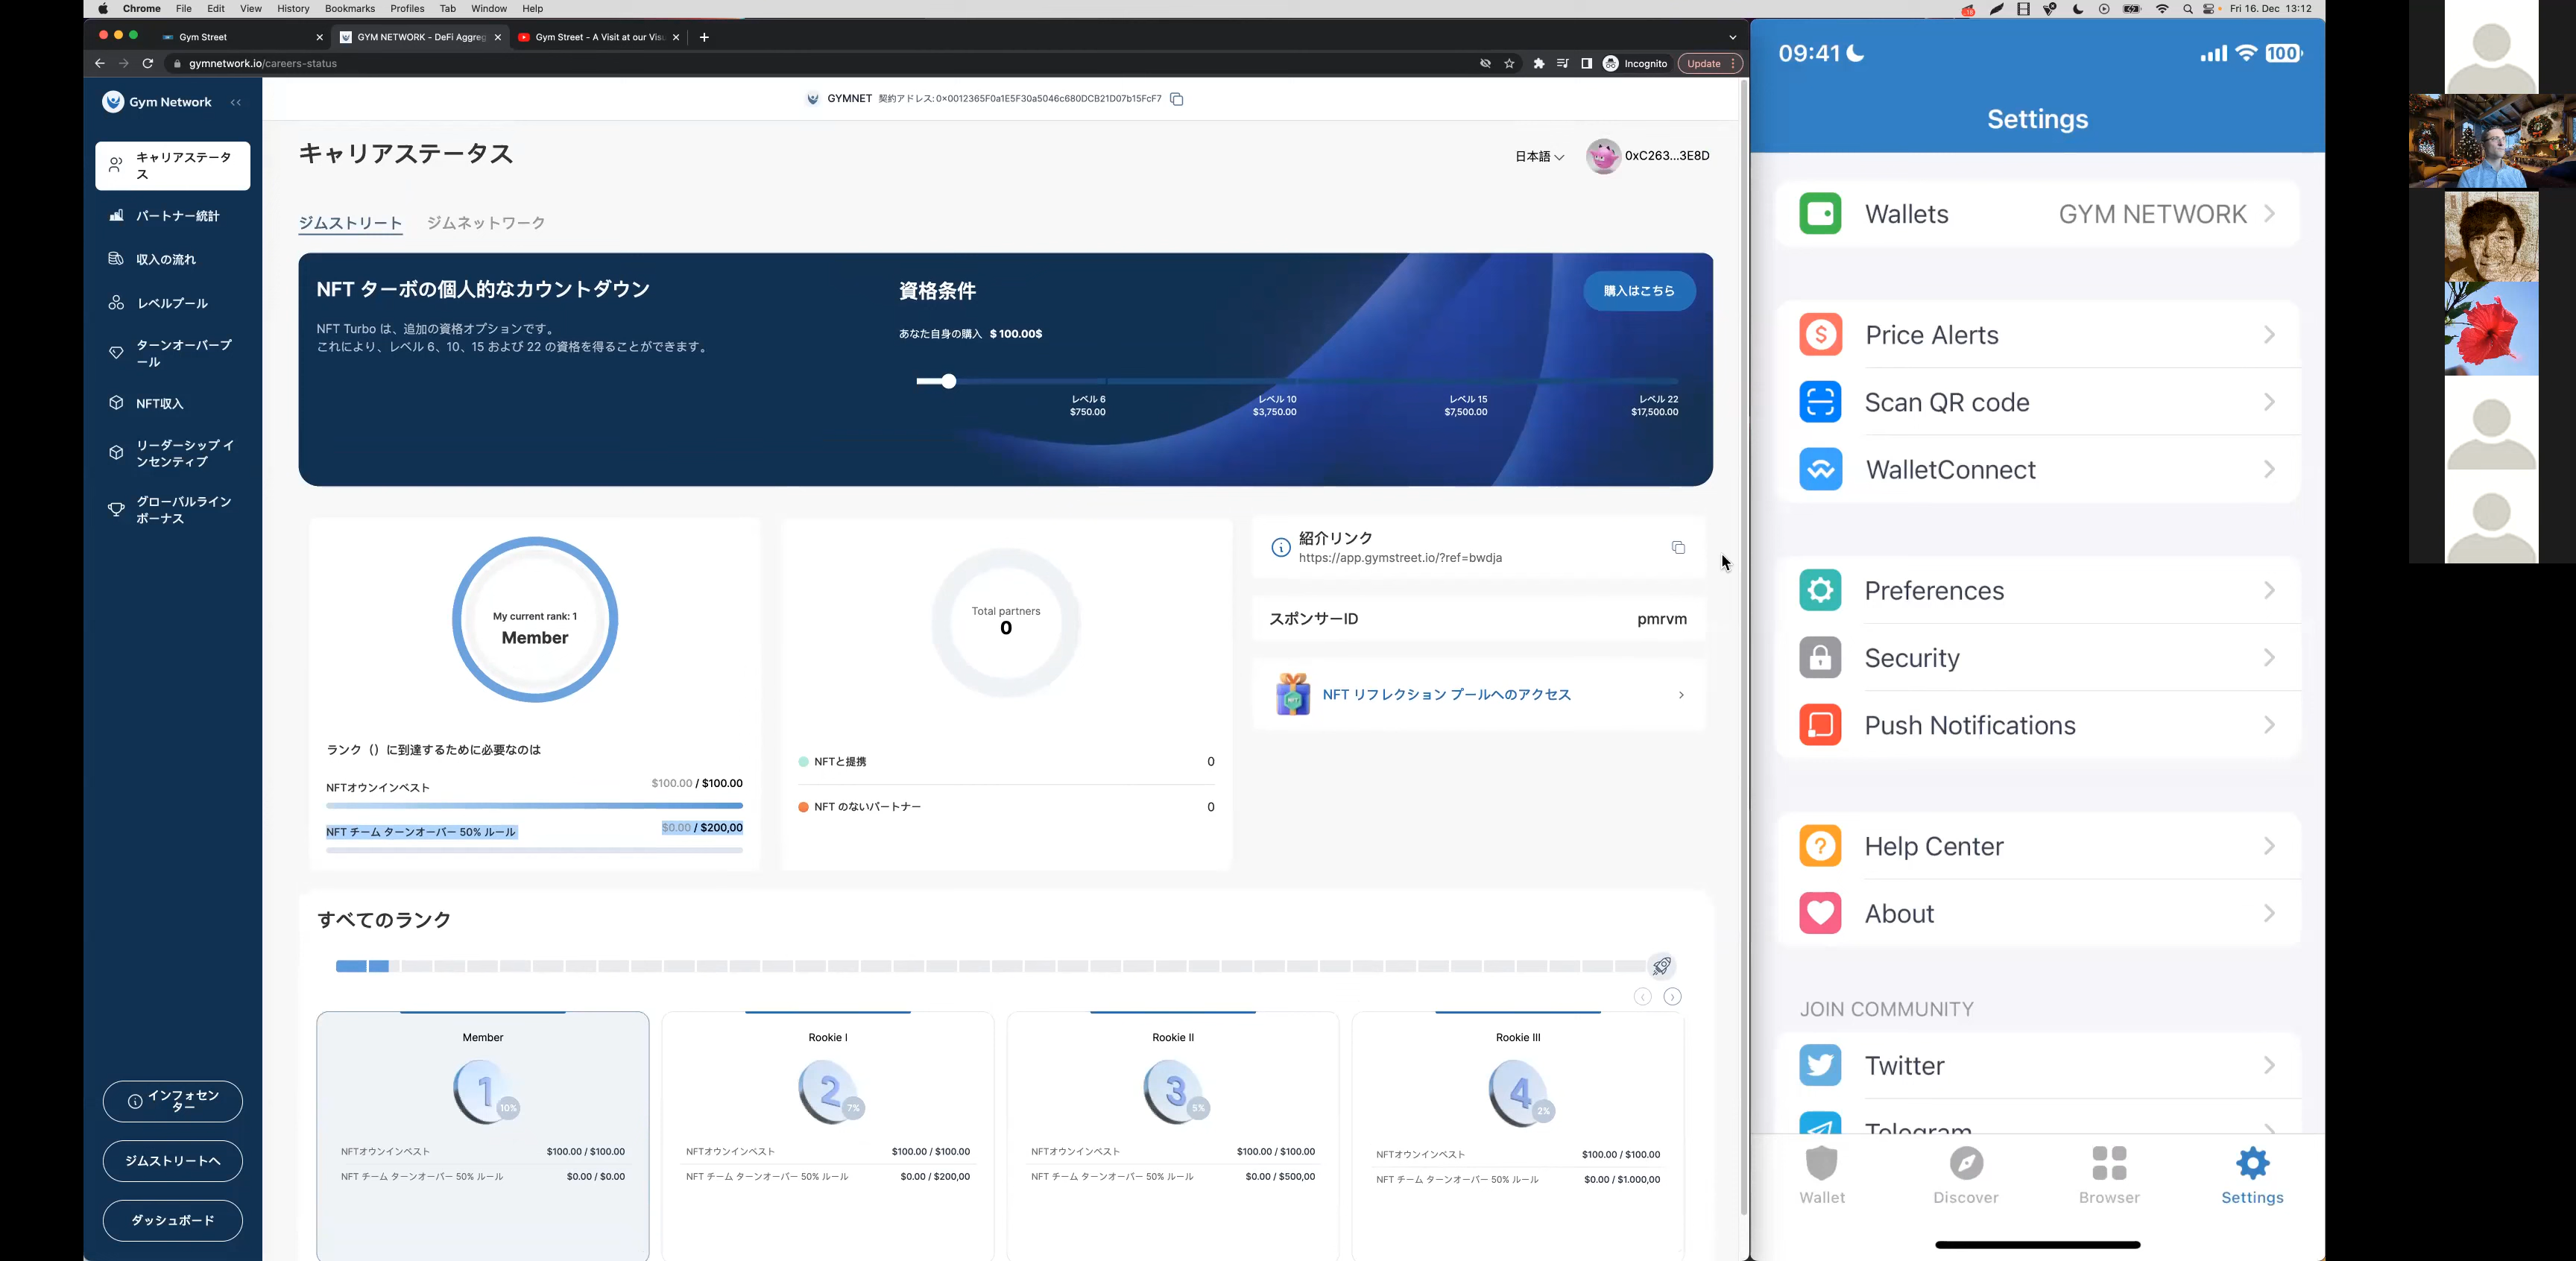 Chrome File Edit View History Bookmarks Profiles Tab Window Help
Fri 16. Dec 13:12
Gym Street
GYM NETWORK - DeFi Aggreg
Gym Street - A Visit at our Visu
gymnetwork.io/careers-status
Incognito
Update
Gym Network
キャリアステータ
ス
パートナー統計
収入の流れ
レベルプール
ターンオーバープ
ール
NFT収入
リーダーシップ イ
ンセンティブ
グローバルライン
ボーナス
インフォセン
ター
ジムストリートへ
ダッシュボード
GYMNET 契約アドレス:0x0012365F0a1E5F30a5046c680DCB21D07b15FcF7
キャリアステータス
日本語
0xC263...3E8D
ジムストリート
ジムネットワーク
NFT ターボの個人的なカウントダウン
NFT Turbo は、追加の資格オプションです。
これにより、レベル 6、10、15 および 22 の資格を得ることができます。
資格条件
購入はこちら
あなた自身の購入 $ 100.00$
レベル 6
$750.00
レベル 10
$3,750.00
レベル 15
$7,500.00
レベル 22
$17,500.00
My current rank: 1
Member
ランク（）に到達するために必要なのは
NFTオウンインベスト
$100.00 / $100.00
NFT チーム ターンオーバー 50% ルール
$0.00 / $200,00
Total partners
0
NFTと提携
0
NFT のないパートナー
0
紹介リンク
https://app.gymstreet.io/?ref=bwdja
スポンサーID
pmrvm
NFT リフレクション プールへのアクセス
すべてのランク
Member
1
10%
NFTオウンインベスト $100.00 / $100.00
NFT チーム ターンオーバー 50% ルール $0.00 / $0.00
Rookie I
2
7%
NFTオウンインベスト $100.00 / $100.00
NFT チーム ターンオーバー 50% ルール $0.00 / $200,00
Rookie II
3
5%
NFTオウンインベスト $100.00 / $100.00
NFT チーム ターンオーバー 50% ルール $0.00 / $500,00
Rookie III
4
2%
NFTオウンインベスト $100.00 / $100.00
NFT チーム ターンオーバー 50% ルール $0.00 / $1.000,00
09:41
100
Settings
Wallets GYM NETWORK
Price Alerts
Scan QR code
WalletConnect
Preferences
Security
Push Notifications
Help Center
About
JOIN COMMUNITY
Twitter
Telegram
Wallet
Discover
Browser
Settings